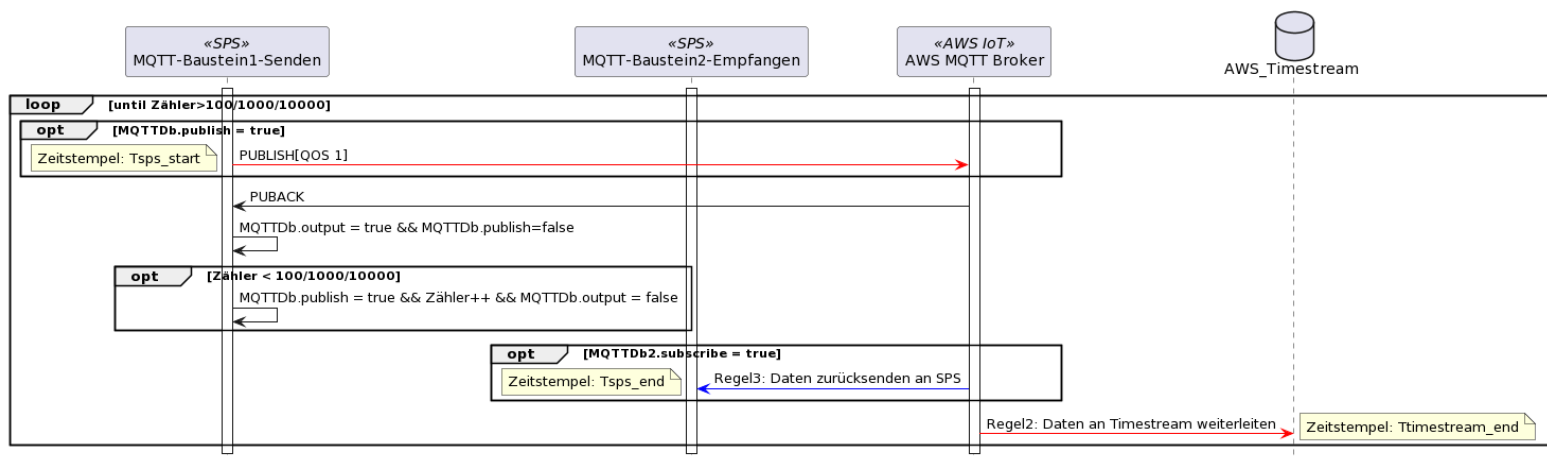 «SPS»
MQTT-Baustein1-Senden
«SPS»
MQTT-Baustein2-Empfangen
«AWS IoT»
AWS MQTT Broker
AWS_Timestream
loop [until Zähler>100/1000/10000]
opt [MQTTDb.publish = true]
Zeitstempel: Tsps_start
PUBLISH[QOS 1]
PUBACK
MQTTDb.output = true && MQTTDb.publish=false
opt [Zähler < 100/1000/10000]
MQTTDb.publish = true && Zähler++ && MQTTDb.output = false
opt [MQTTDb2.subscribe = true]
Zeitstempel: Tsps_end
Regel3: Daten zurücksenden an SPS
Regel2: Daten an Timestream weiterleiten
Zeitstempel: Ttimestream_end